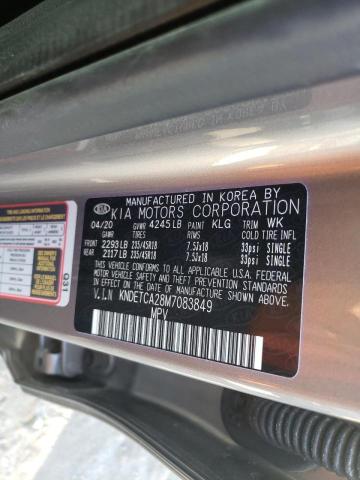 MANUFACTURED IN KOREA BY
KIA KIA MOTORS CORPORATION
04/20 GVWR 4245LB PAINT KLG TRIM WK
GAWR TIRES RIMS COLD TIRE INFL
FRONT 2293LB 235/45R18 7.5Jx18 33psi SINGLE
REAR 2117LB 235/45R18 7.5Jx18 33psi SINGLE
THIS VEHICLE CONFORMS TO ALL APPLICABLE FEDERAL
MOTOR VEHICLE SAFETY STANDARDS IN EFFECT
ON THE DATE OF MANUFACTURE SHOWN ABOVE.
V.I.N KNDETCA28M7083849
MPV
Q31